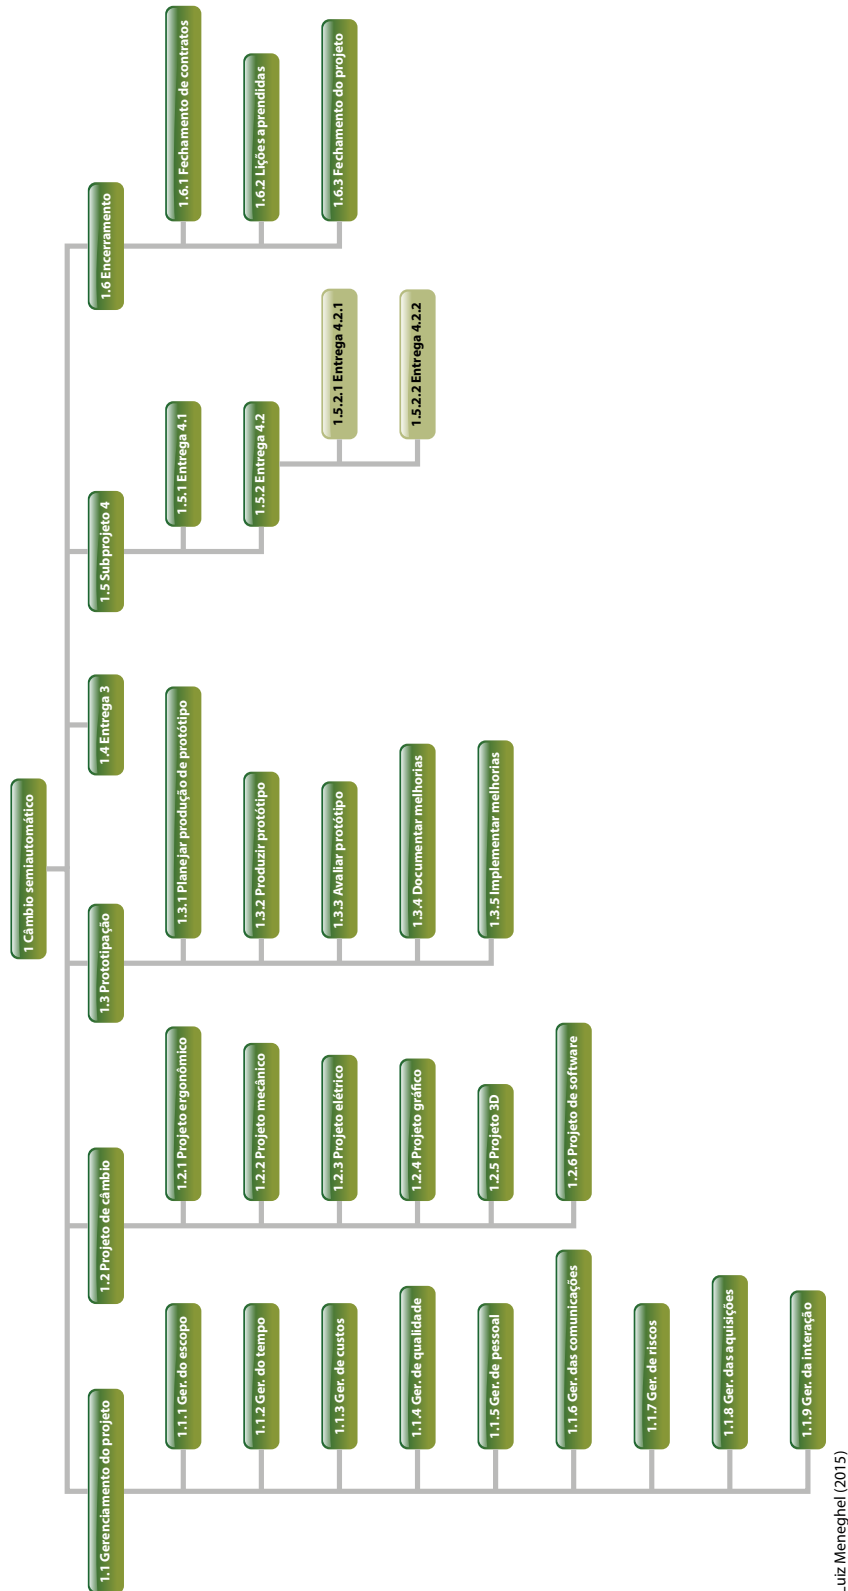 1 Câmbio semiautomático
1.1 Gerenciamento do projeto
1.1.1 Ger. do escopo
1.1.2 Ger. do tempo
1.1.3 Ger. de custos
1.1.4 Ger. de qualidade
1.1.5 Ger. de pessoal
1.1.6 Ger. das comunicações
1.1.7 Ger. de riscos
1.1.8 Ger. das aquisições
1.1.9 Ger. da interação
1.2 Projeto de câmbio
1.2.1 Projeto ergonômico
1.2.2 Projeto mecânico
1.2.3 Projeto elétrico
1.2.4 Projeto gráfico
1.2.5 Projeto 3D
1.2.6 Projeto de software
1.3 Prototipação
1.3.1 Planejar produção de protótipo
1.3.2 Produzir protótipo
1.3.3 Avaliar protótipo
1.3.4 Documentar melhorias
1.3.5 Implementar melhorias
1.4 Entrega 3
1.5 Subprojeto 4
1.5.1 Entrega 4.1
1.5.2 Entrega 4.2
1.5.2.1 Entrega 4.2.1
1.5.2.2 Entrega 4.2.2
1.6 Encerramento
1.6.1 Fechamento de contratos
1.6.2 Lições aprendidas
1.6.3 Fechamento do projeto
Luiz Meneghel (2015)